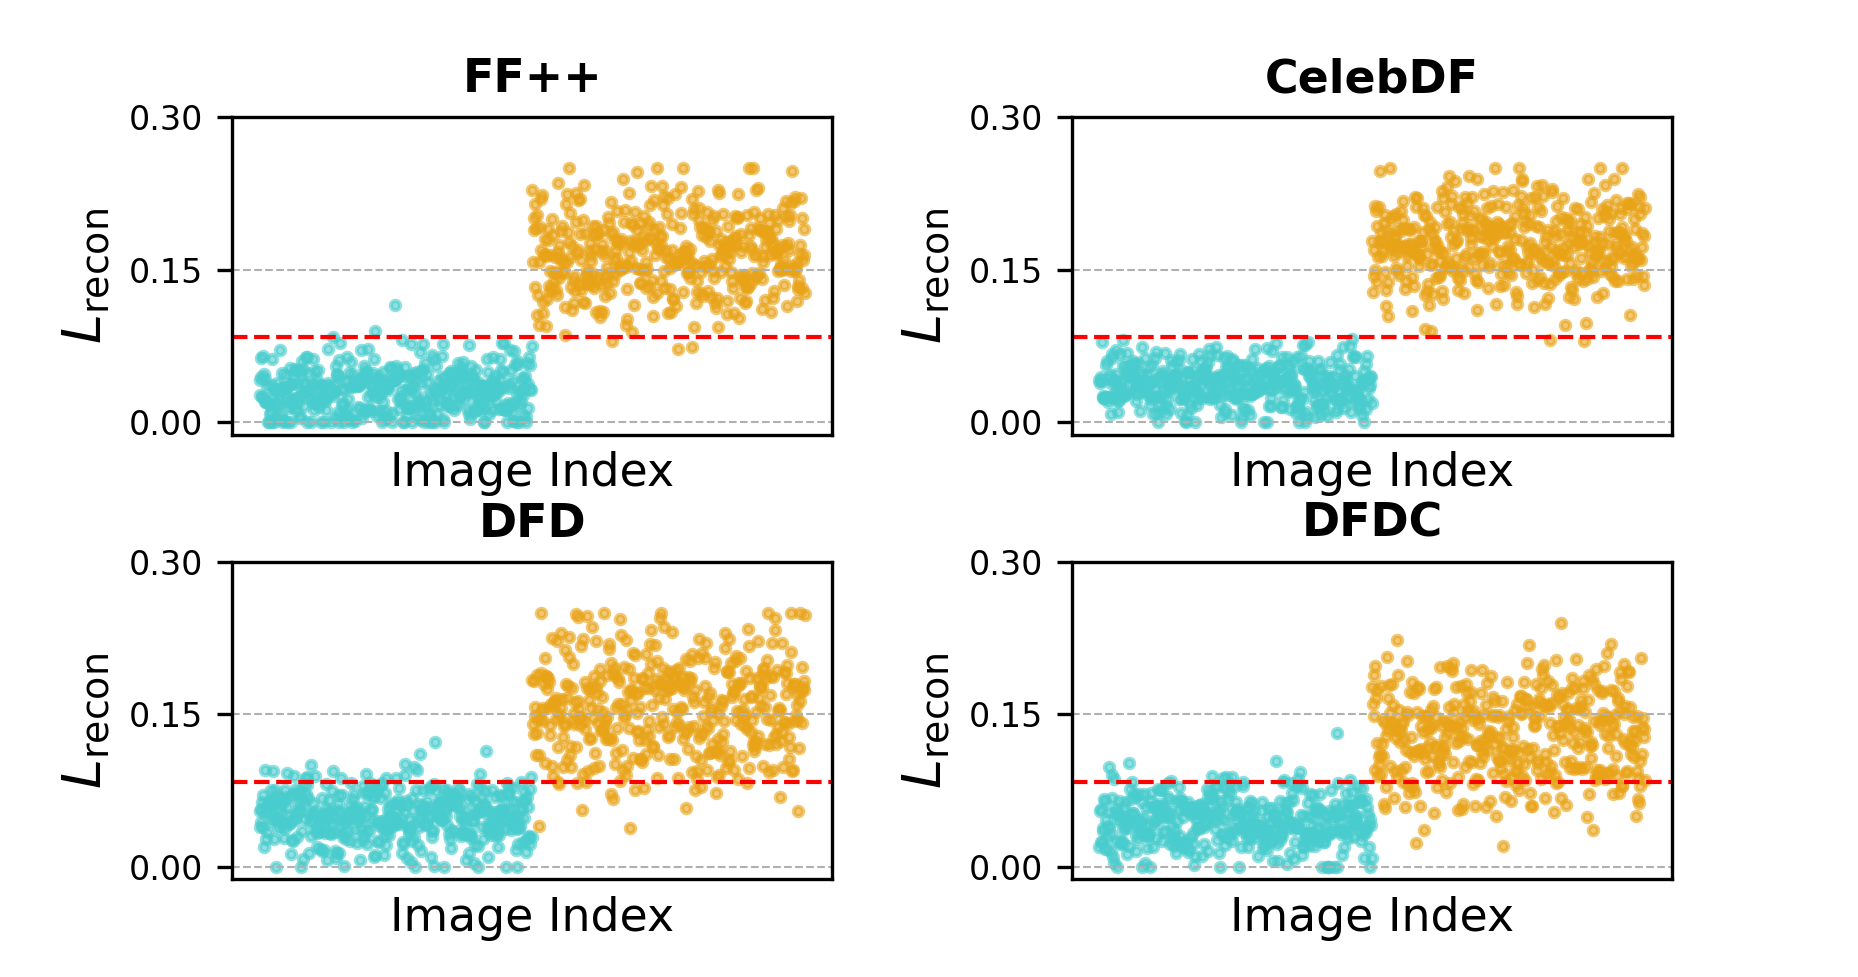 FF++
0.30
0.15
0.00
L_recon
Image Index
CelebDF
0.30
0.15
0.00
L_recon
Image Index
DFD
0.30
0.15
0.00
L_recon
Image Index
DFDC
0.30
0.15
0.00
L_recon
Image Index